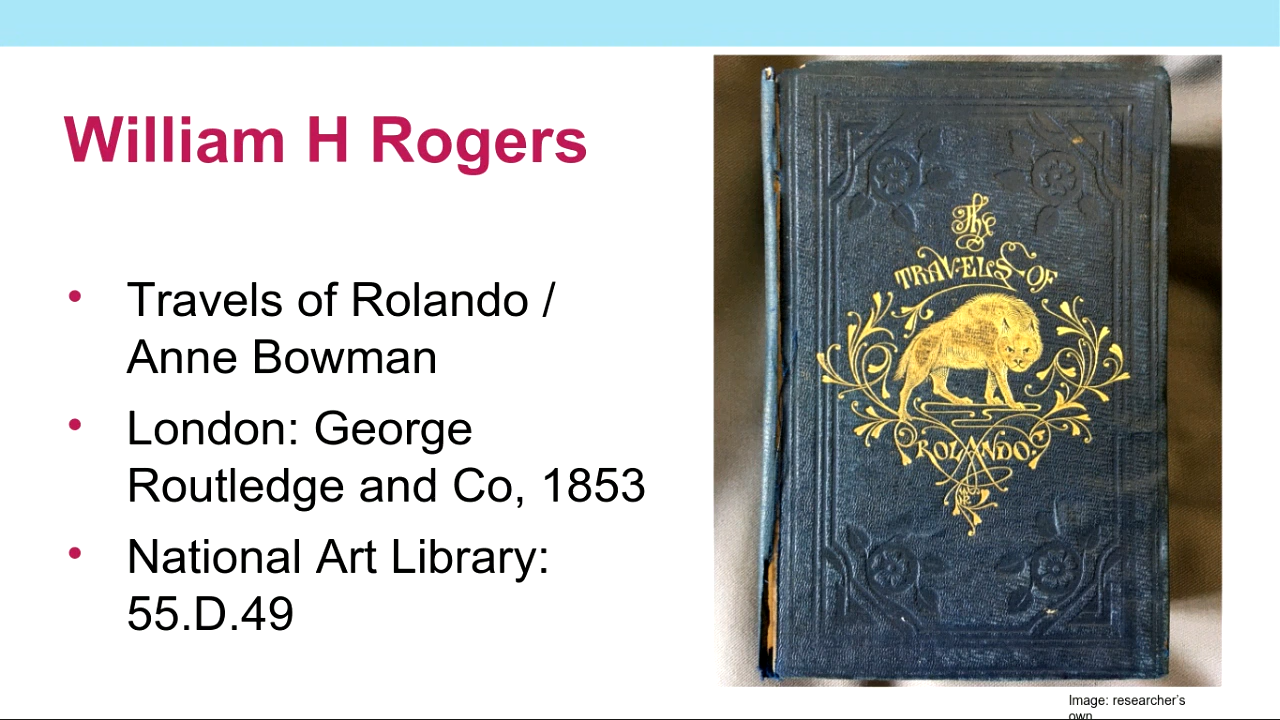 William H Rogers
• Travels of Rolando /
Anne Bowman
• London: George
Routledge and Co, 1853
• National Art Library:
55.D.49
The
TRAVELS OF
ROLANDO.
Image: researcher's
own